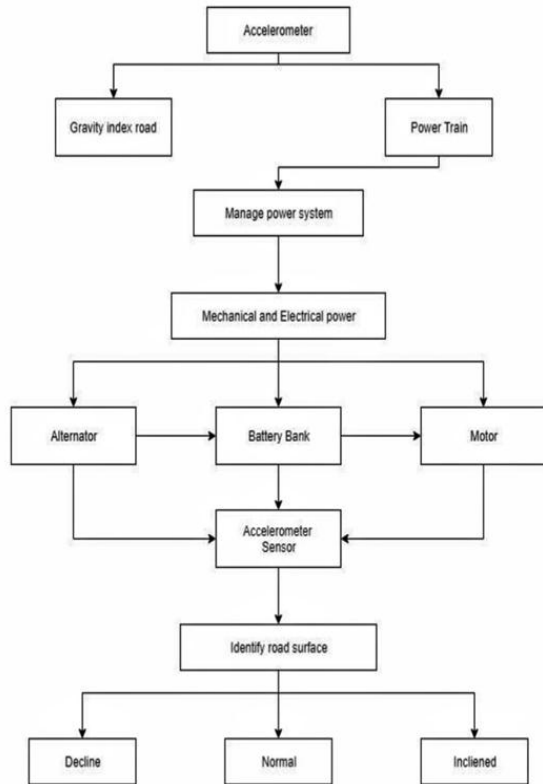 Accelerometer
Gravity index road
Power Train
Manage power system
Mechanical and Electrical power
Alternator
Battery Bank
Motor
Accelerometer
Sensor
Identify road surface
Decline
Normal
Incliened